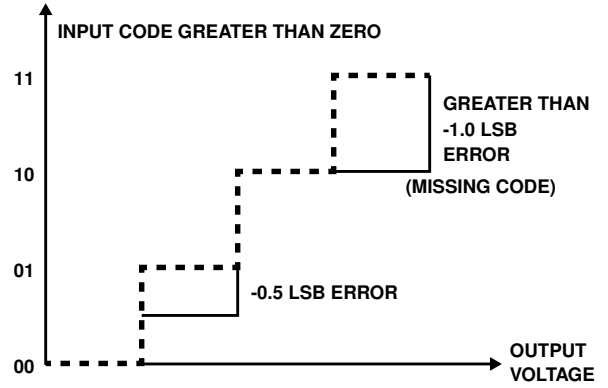 INPUT CODE GREATER THAN ZERO
11
GREATER THAN
-1.0 LSB
ERROR
10
(MISSING CODE)
01
-0.5 LSB ERROR
00
OUTPUT
VOLTAGE